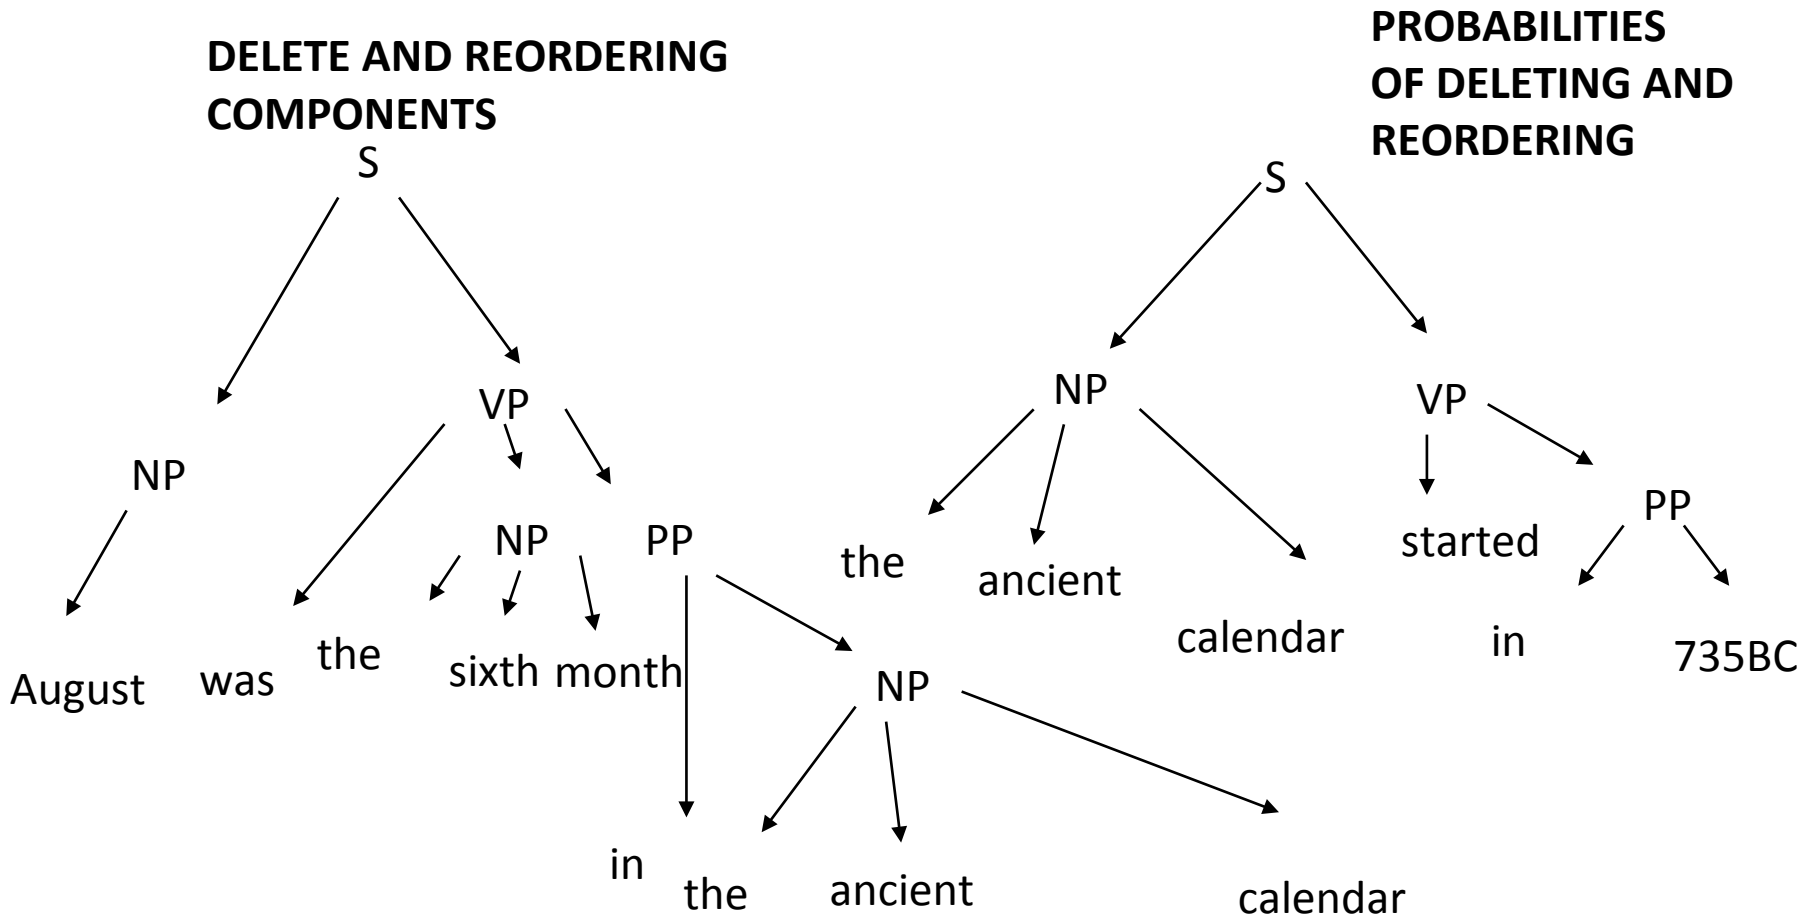 DELETE AND REORDERING
COMPONENTS
PROBABILITIES
OF DELETING AND
REORDERING
S
NP
VP
NP
PP
August
was
the
sixth
month
NP
in
the
ancient
calendar
S
NP
VP
the
ancient
calendar
started
PP
in
735BC